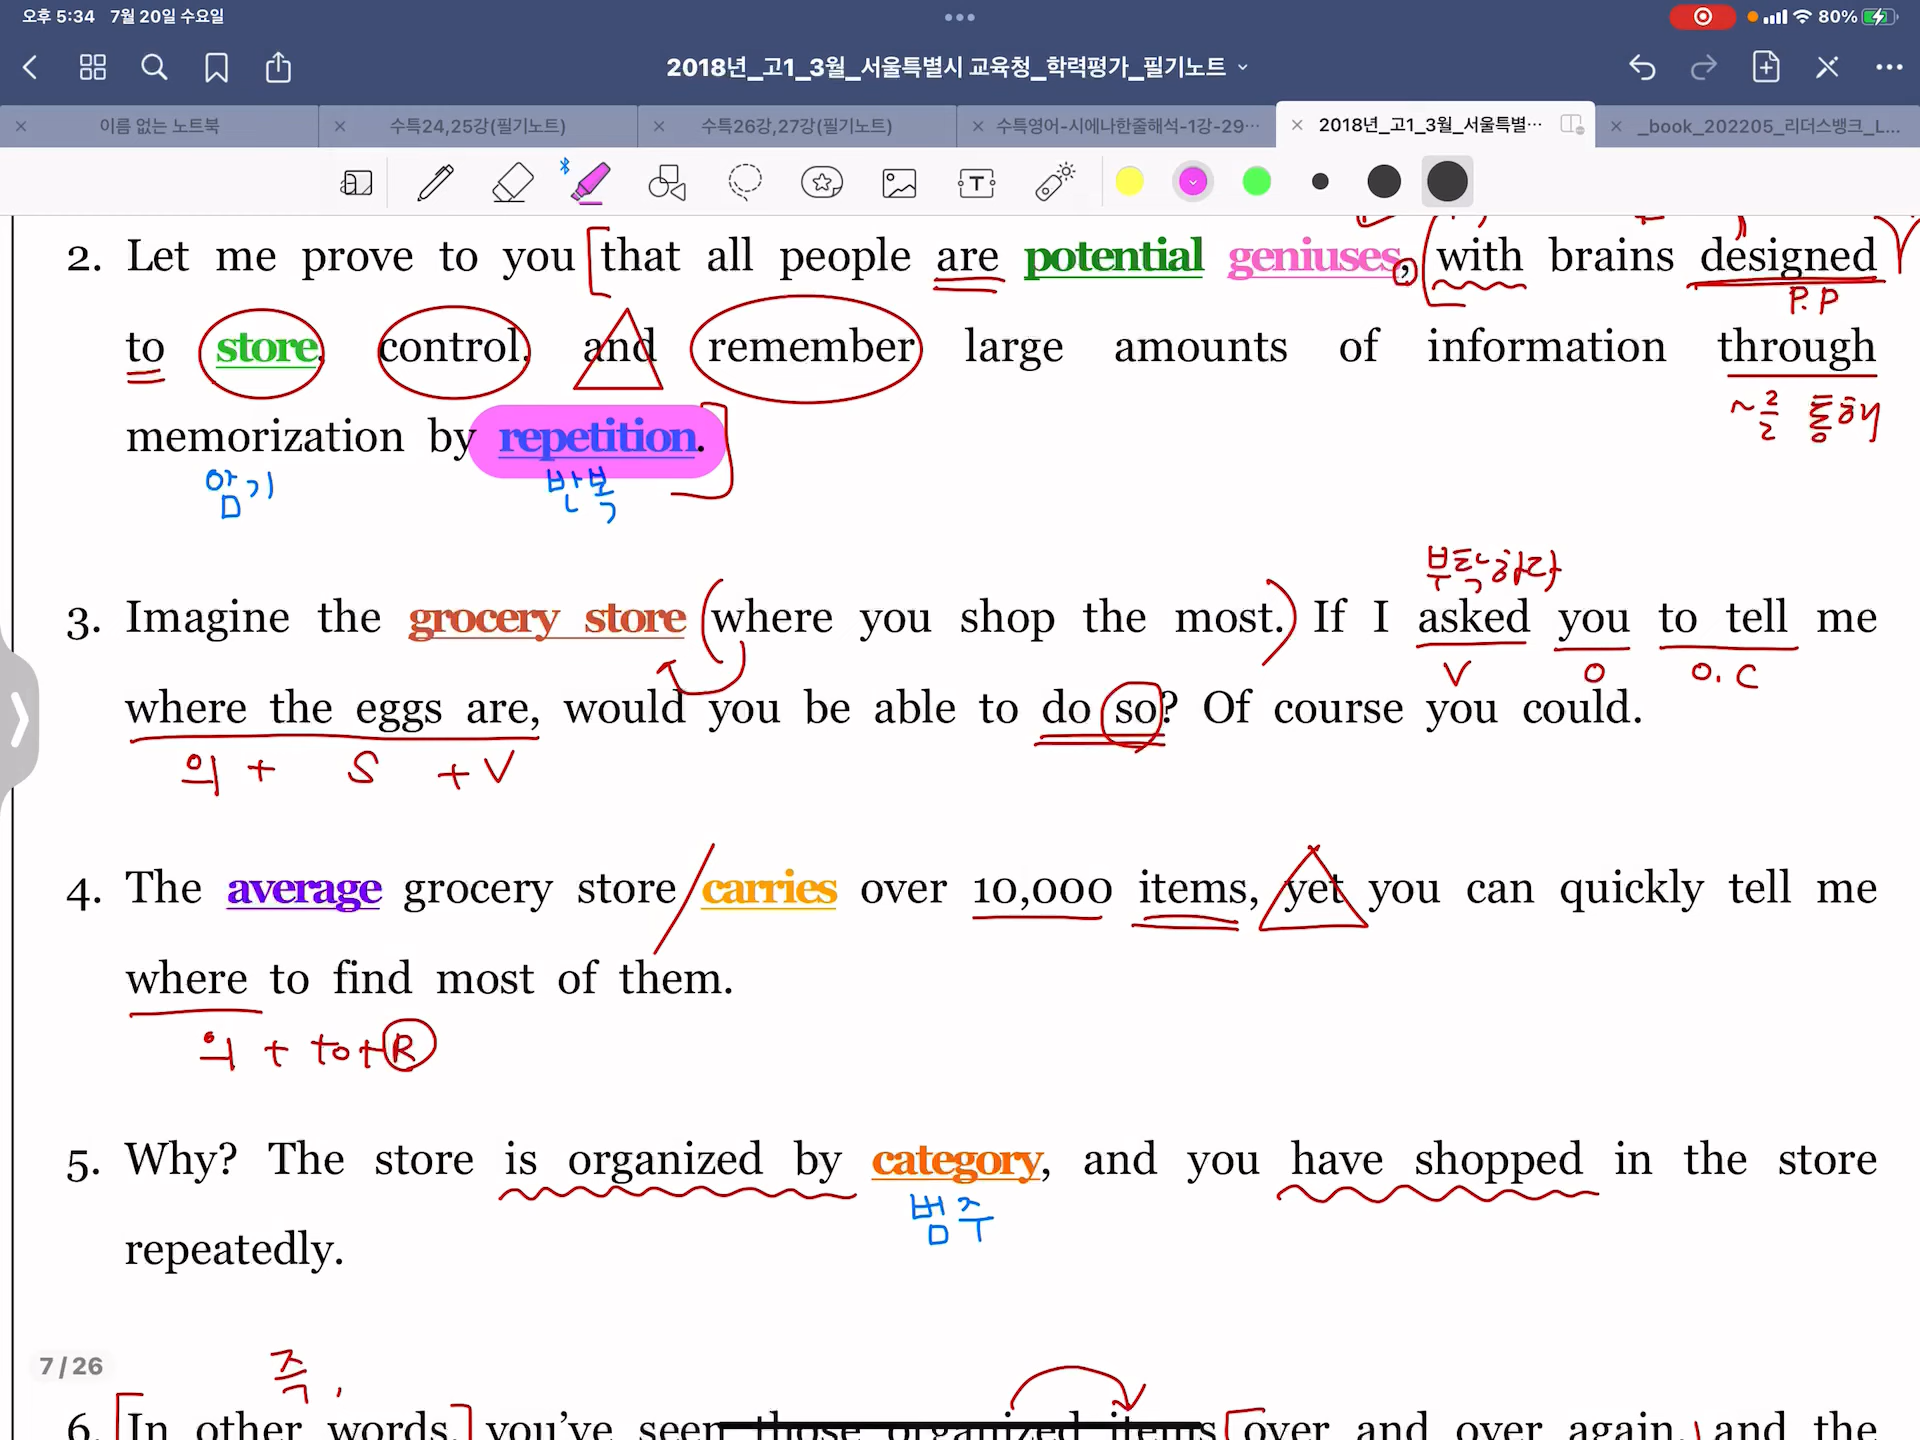 오후 5:34 7월 20일 수요일
80%
2018년_고1_3월_서울특별시 교육청_학력평가_필기노트
이름 없는 노트북
수특24,25강(필기노트)
수특26강,27강(필기노트)
수특영어-시에나한줄해석-1강-29…
2018년_고1_3월_서울특별…
_book_202205_리더스뱅크_L...
2. Let me prove to you [that all people are potential geniuses, (with brains designed
P.P
to store, control, and remember large amounts of information through
~를 통해
memorization by repetition.]
암기 반복
부탁하다
3. Imagine the grocery store (where you shop the most.) If I asked you to tell me
V O O.C
where the eggs are, would you be able to do so? Of course you could.
의 + S + V
4. The average grocery store / carries over 10,000 items, yet you can quickly tell me
where to find most of them.
의 + to + R
5. Why? The store is organized by category, and you have shopped in the store
범주
repeatedly.
7 / 26
즉,
6. [In other words,] you've seen those organized items [over and over again, and the